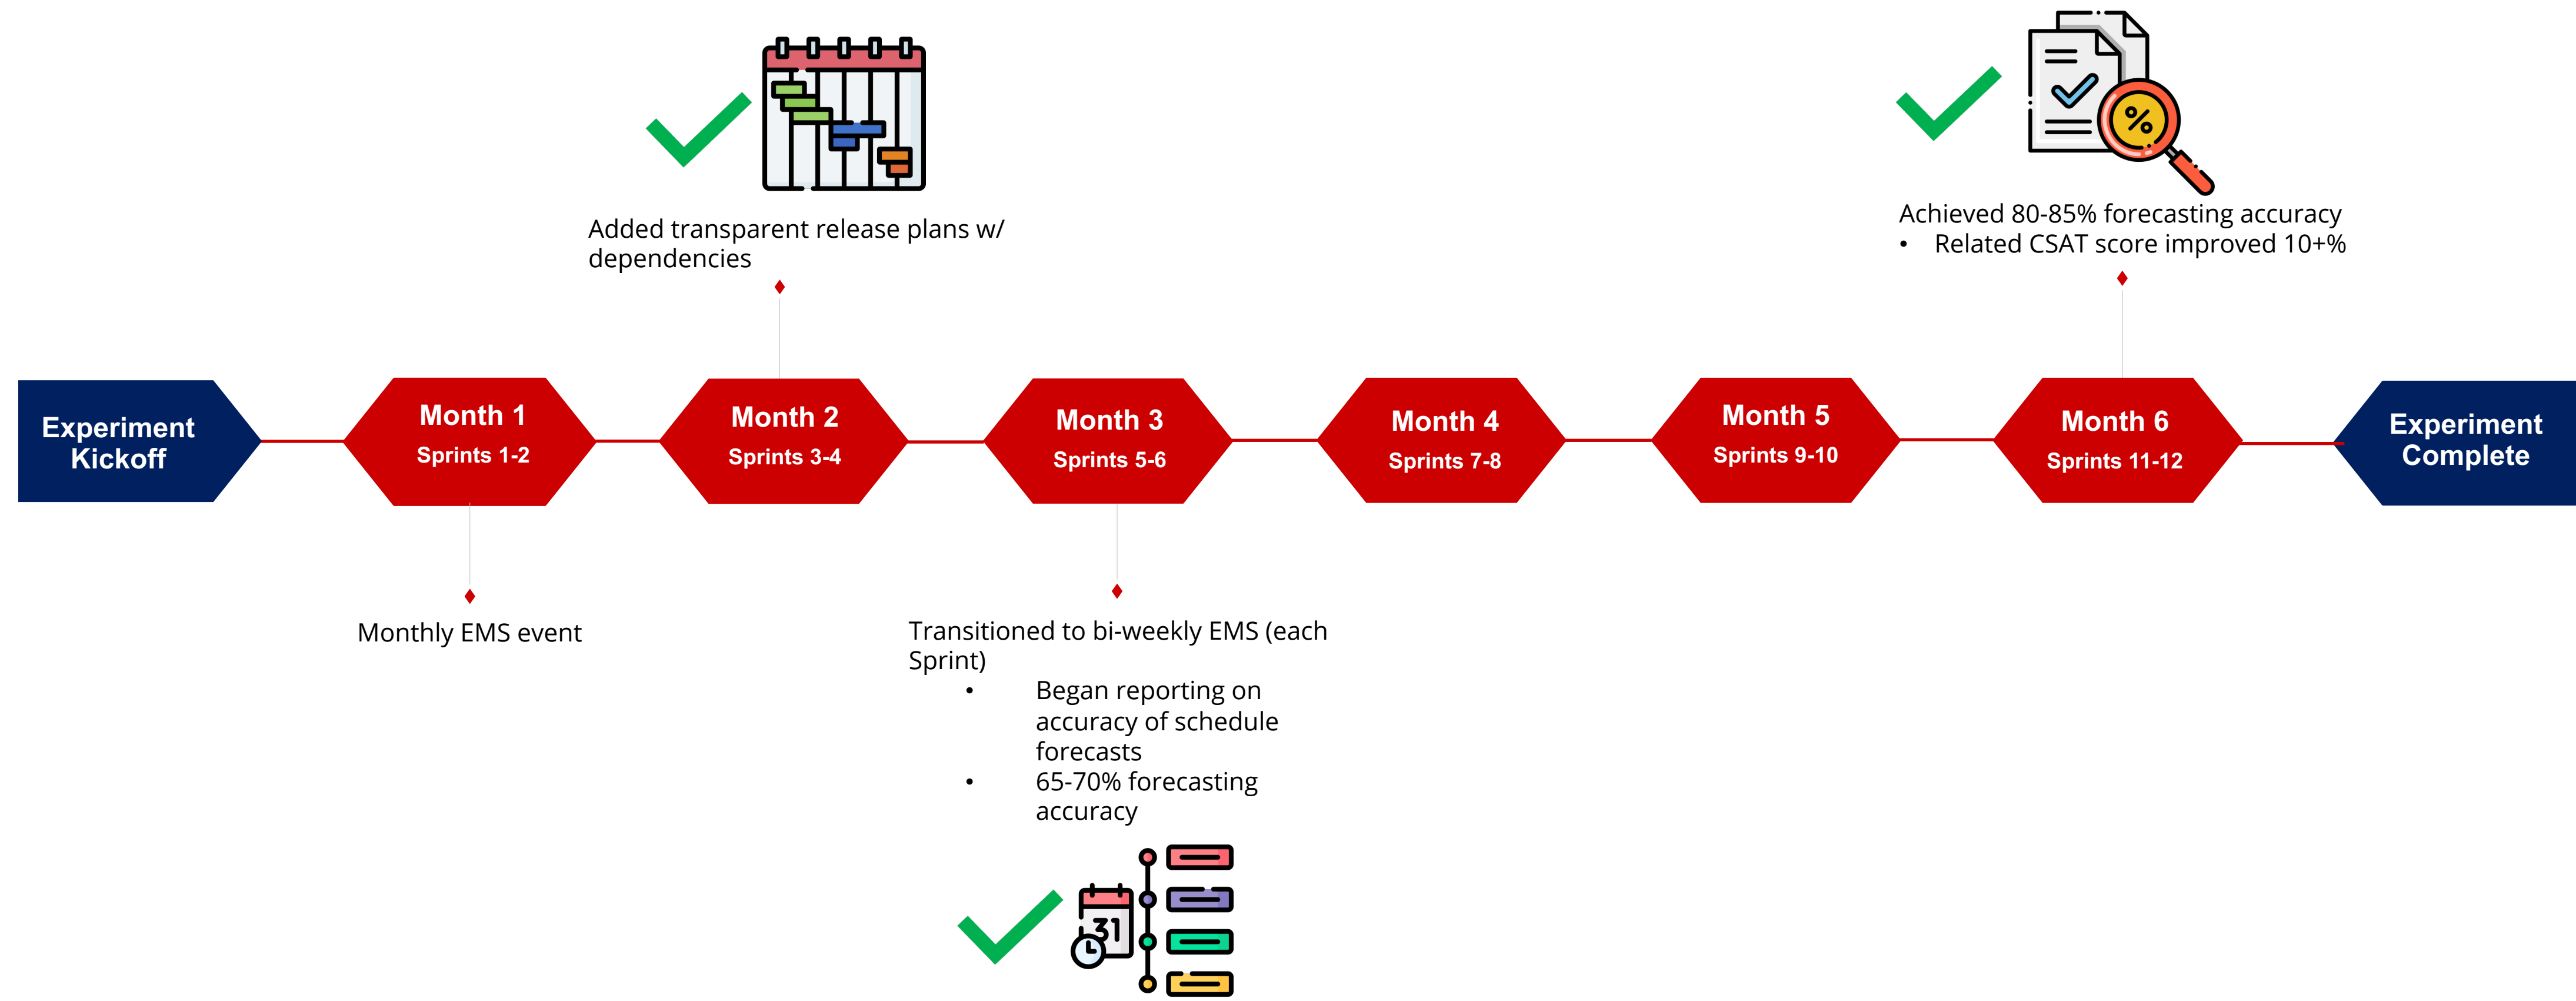 Added transparent release plans w/
dependencies
Achieved 80-85% forecasting accuracy
• Related CSAT score improved 10+%
Experiment
Kickoff
Month 1
Sprints 1-2
Month 2
Sprints 3-4
Month 3
Sprints 5-6
Month 4
Sprints 7-8
Month 5
Sprints 9-10
Month 6
Sprints 11-12
Experiment
Complete
Monthly EMS event
Transitioned to bi-weekly EMS (each
Sprint)
• Began reporting on
accuracy of schedule
forecasts
• 65-70% forecasting
accuracy
31
%